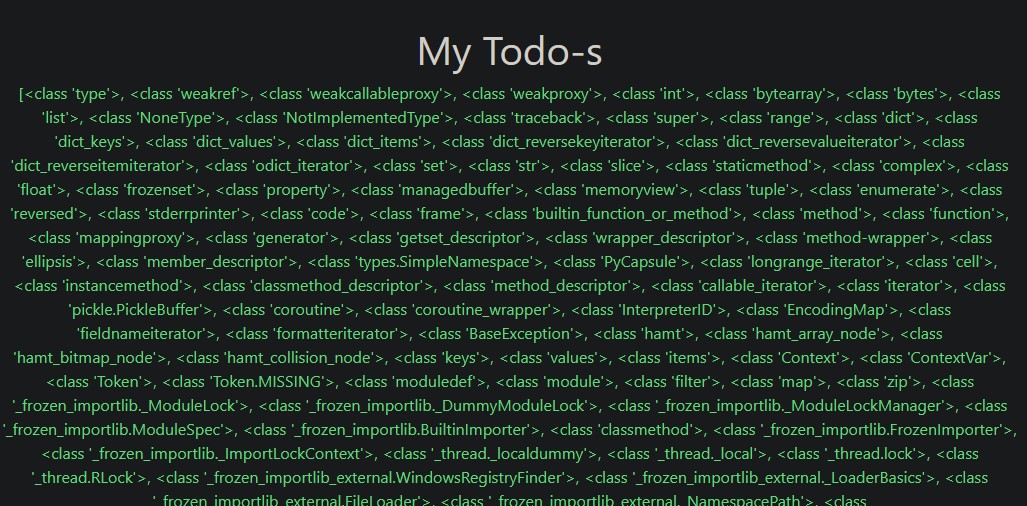 My Todo-s
[<class 'type'>, <class 'weakref'>, <class 'weakcallableproxy'>, <class 'weakproxy'>, <class 'int'>, <class 'bytearray'>, <class 'bytes'>, <class
'list'>, <class 'NoneType'>, <class 'NotImplementedType'>, <class 'traceback'>, <class 'super'>, <class 'range'>, <class 'dict'>, <class
'dict_keys'>, <class 'dict_values'>, <class 'dict_items'>, <class 'dict_reversekeyiterator'>, <class 'dict_reversevalueiterator'>, <class
'dict_reverseitemiterator'>, <class 'odict_iterator'>, <class 'set'>, <class 'str'>, <class 'slice'>, <class 'staticmethod'>, <class 'complex'>, <class
'float'>, <class 'frozenset'>, <class 'property'>, <class 'managedbuffer'>, <class 'memoryview'>, <class 'tuple'>, <class 'enumerate'>, <class
'reversed'>, <class 'stderrprinter'>, <class 'code'>, <class 'frame'>, <class 'builtin_function_or_method'>, <class 'method'>, <class 'function'>,
<class 'mappingproxy'>, <class 'generator'>, <class 'getset_descriptor'>, <class 'wrapper_descriptor'>, <class 'method-wrapper'>, <class
'ellipsis'>, <class 'member_descriptor'>, <class 'types.SimpleNamespace'>, <class 'PyCapsule'>, <class 'longrange_iterator'>, <class 'cell'>,
<class 'instancemethod'>, <class 'classmethod_descriptor'>, <class 'method_descriptor'>, <class 'callable_iterator'>, <class 'iterator'>, <class
'pickle.PickleBuffer'>, <class 'coroutine'>, <class 'coroutine_wrapper'>, <class 'InterpreterID'>, <class 'EncodingMap'>, <class
'fieldnameiterator'>, <class 'formatteriterator'>, <class 'BaseException'>, <class 'hamt'>, <class 'hamt_array_node'>, <class
'hamt_bitmap_node'>, <class 'hamt_collision_node'>, <class 'keys'>, <class 'values'>, <class 'items'>, <class 'Context'>, <class 'ContextVar'>,
<class 'Token'>, <class 'Token.MISSING'>, <class 'moduledef'>, <class 'module'>, <class 'filter'>, <class 'map'>, <class 'zip'>, <class
'_frozen_importlib._ModuleLock'>, <class '_frozen_importlib._DummyModuleLock'>, <class '_frozen_importlib._ModuleLockManager'>, <class
'_frozen_importlib.ModuleSpec'>, <class '_frozen_importlib.BuiltinImporter'>, <class 'classmethod'>, <class '_frozen_importlib.FrozenImporter'>,
<class '_frozen_importlib._ImportLockContext'>, <class '_thread._localdummy'>, <class '_thread._local'>, <class '_thread.lock'>, <class
'_thread.RLock'>, <class '_frozen_importlib_external.WindowsRegistryFinder'>, <class '_frozen_importlib_external._LoaderBasics'>, <class
'_frozen_importlib_external.FileLoader'>, <class '_frozen_importlib_external._NamespacePath'>, <class